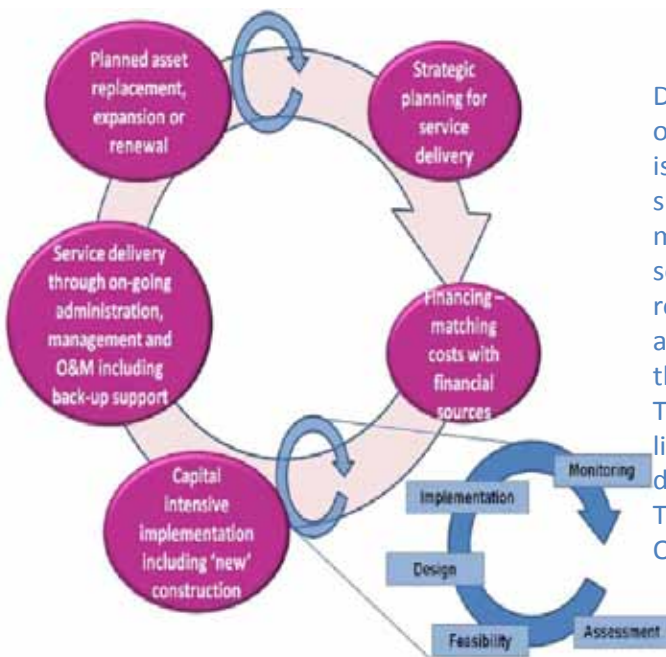 Planned asset
replacement,
expansion or
renewal
Strategic
planning for
service
delivery
Financing –
matching
costs with
financial
sources
Capital
intensive
implementation
including 'new'
construction
Service delivery
through on-going
administration,
management and
O&M including
back-up support
Monitoring
Implementation
Design
Feasibility
Assessment